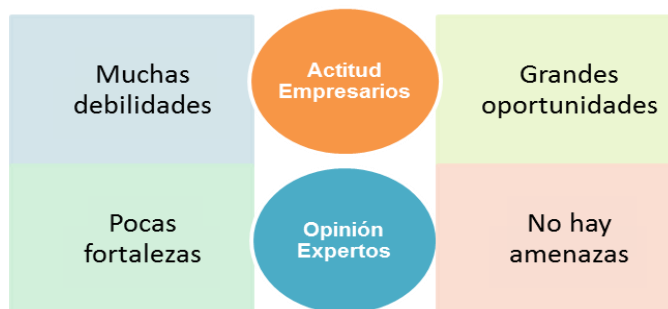 Muchas
debilidades
Actitud
Empresarios
Grandes
oportunidades
Pocas
fortalezas
Opinión
Expertos
No hay
amenazas